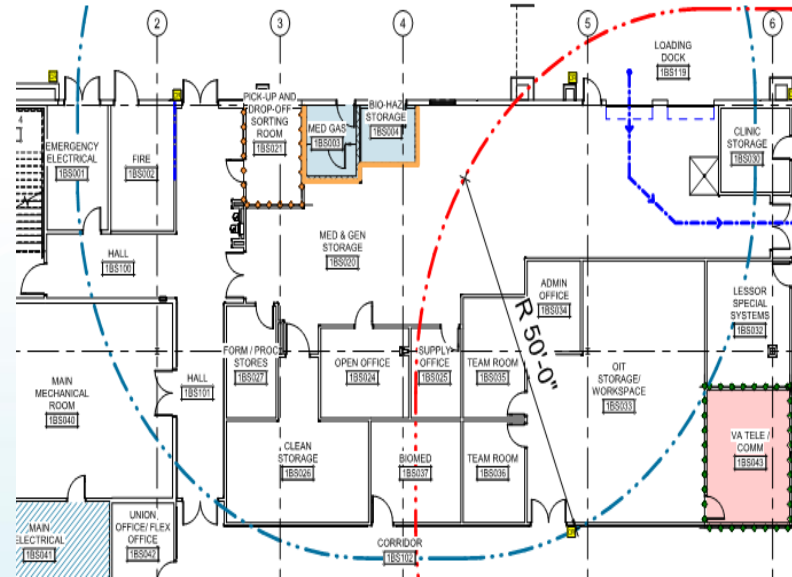 2
3
4
5
6
LOADING
DOCK
1BS119
PICK-UP AND
DROP-OFF
SORTING
ROOM
1BS021
MED GAS
1BS003
BIO-HAZ
STORAGE
1BS004
CLINIC
STORAGE
1BS030
4
EMERGENCY
ELECTRICAL
1BS001
FIRE
1BS002
HALL
1BS100
MED & GEN
STORAGE
1BS020
ADMIN
OFFICE
1BS034
LESSOR
SPECIAL
SYSTEMS
1BS032
R 50'-0"
FORM / PROC
STORES
1BS027
OPEN OFFICE
1BS024
SUPPLY
OFFICE
1BS025
TEAM ROOM
1BS035
OIT
STORAGE/
WORKSPACE
1BS033
MAIN
MECHANICAL
ROOM
1BS040
HALL
1BS101
CLEAN
STORAGE
1BS026
BIOMED
1BS037
TEAM ROOM
1BS036
VA TELE /
COMM
1BS043
MAIN
ELECTRICAL
1BS041
UNION
OFFICE/ FLEX
OFFICE
1BS042
CORRIDOR
1BS102